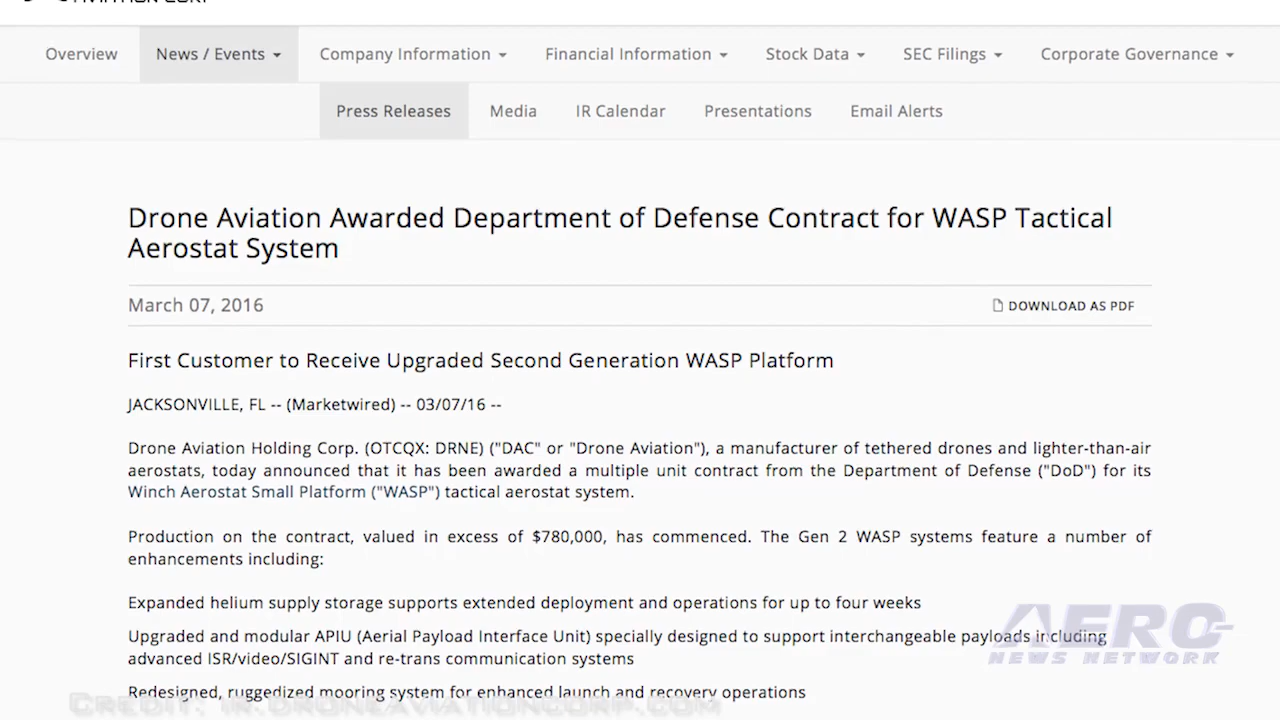 AVIATION CORP
Overview News / Events Company Information Financial Information Stock Data SEC Filings Corporate Governance
Press Releases Media IR Calendar Presentations Email Alerts
Drone Aviation Awarded Department of Defense Contract for WASP Tactical
Aerostat System
March 07, 2016 DOWNLOAD AS PDF
First Customer to Receive Upgraded Second Generation WASP Platform
JACKSONVILLE, FL -- (Marketwired) -- 03/07/16 --
Drone Aviation Holding Corp. (OTCQX: DRNE) ("DAC" or "Drone Aviation"), a manufacturer of tethered drones and lighter-than-air
aerostats, today announced that it has been awarded a multiple unit contract from the Department of Defense ("DoD") for its
Winch Aerostat Small Platform ("WASP") tactical aerostat system.
Production on the contract, valued in excess of $780,000, has commenced. The Gen 2 WASP systems feature a number of
enhancements including:
Expanded helium supply storage supports extended deployment and operations for up to four weeks
Upgraded and modular APIU (Aerial Payload Interface Unit) specially designed to support interchangeable payloads including
advanced ISR/video/SIGINT and re-trans communication systems
Redesigned, ruggedized mooring system for enhanced launch and recovery operations
AERO
NEWS NETWORK
Credit: ir.droneaviationcorp.com